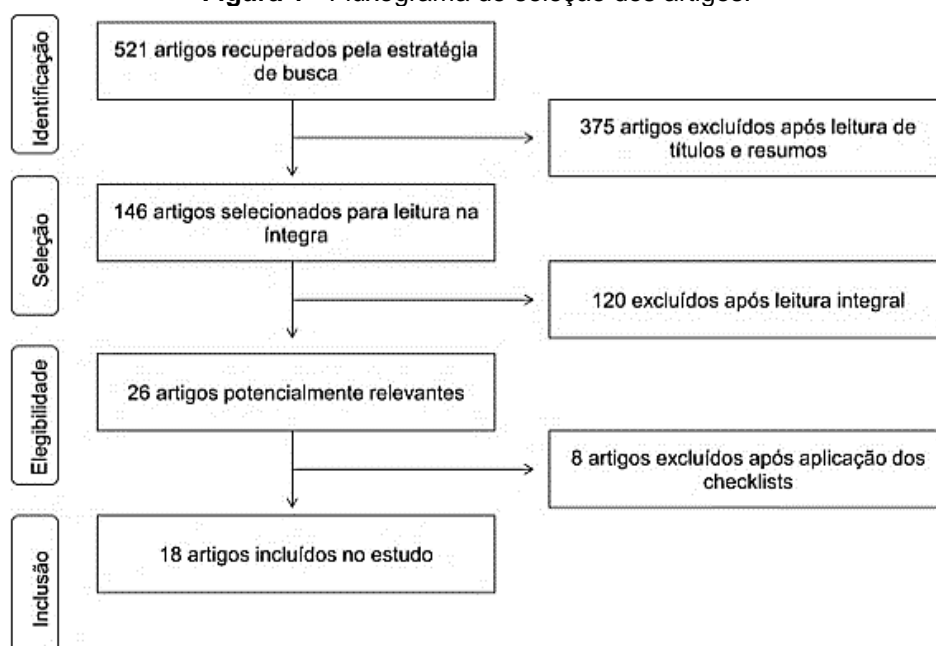 Identificação
521 artigos recuperados pela estratégia
de busca
375 artigos excluídos após leitura de
títulos e resumos
Seleção
146 artigos selecionados para leitura na
íntegra
120 excluídos após leitura integral
Elegibilidade
26 artigos potencialmente relevantes
8 artigos excluídos após aplicação dos
checklists
Inclusão
18 artigos incluídos no estudo